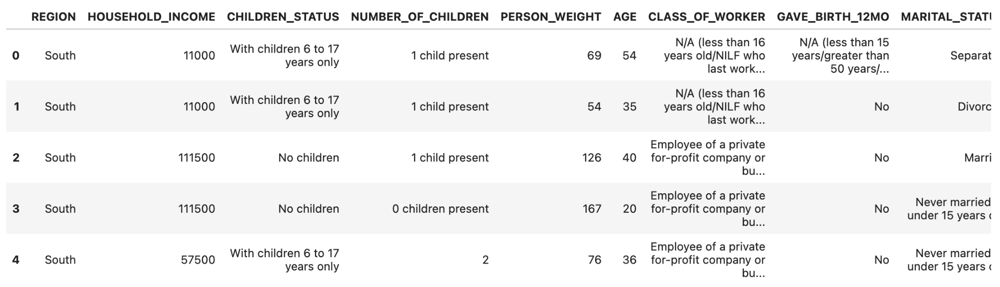 REGION HOUSEHOLD_INCOME CHILDREN_STATUS NUMBER_OF_CHILDREN PERSON_WEIGHT AGE CLASS_OF_WORKER GAVE_BIRTH_12MO MARITAL_STATU
0 South 11000 With children 6 to 17 years only 1 child present 69 54 N/A (less than 16 years old/NILF who last work... N/A (less than 15 years/greater than 50 years/... Separat
1 South 11000 With children 6 to 17 years only 1 child present 54 35 N/A (less than 16 years old/NILF who last work... No Divorc
2 South 111500 No children 1 child present 126 40 Employee of a private for-profit company or bu... No Marri
3 South 111500 No children 0 children present 167 20 Employee of a private for-profit company or bu... No Never married under 15 years
4 South 57500 With children 6 to 17 years only 2 76 36 Employee of a private for-profit company or bu... No Never married under 15 years